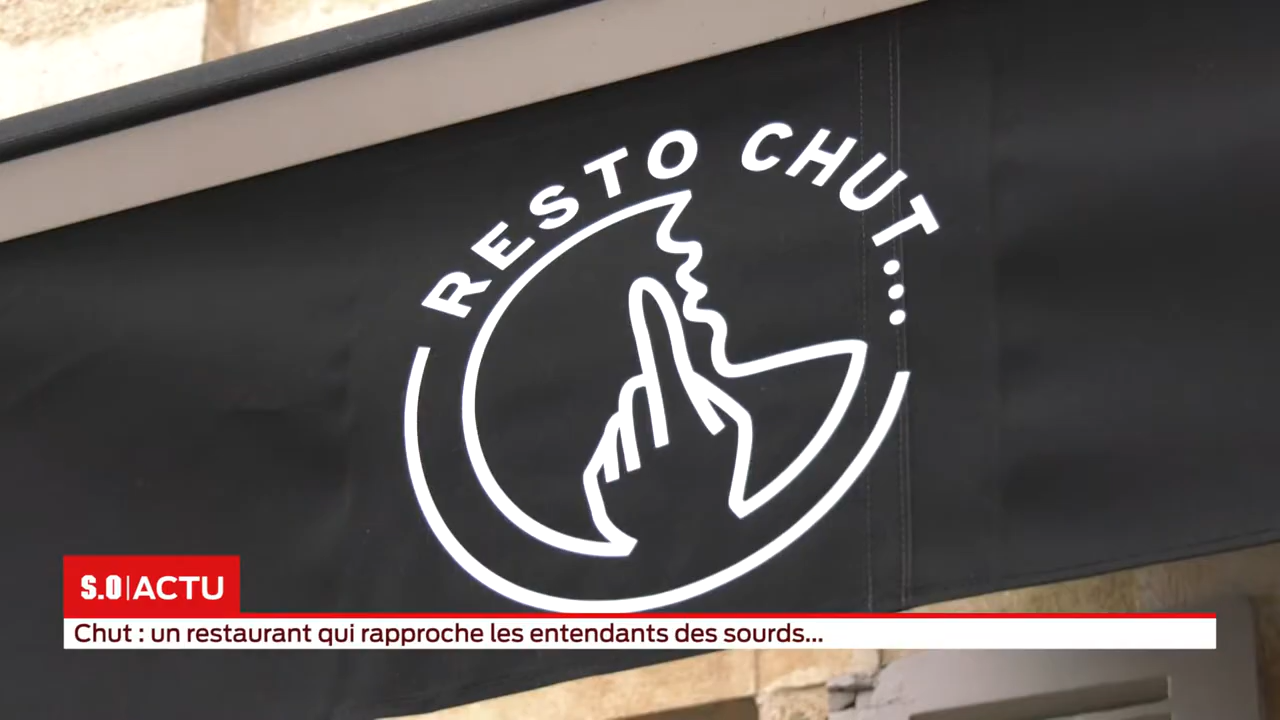 RESTO CHUT...
S.O|ACTU
Chut : un restaurant qui rapproche les entendants des sourds...